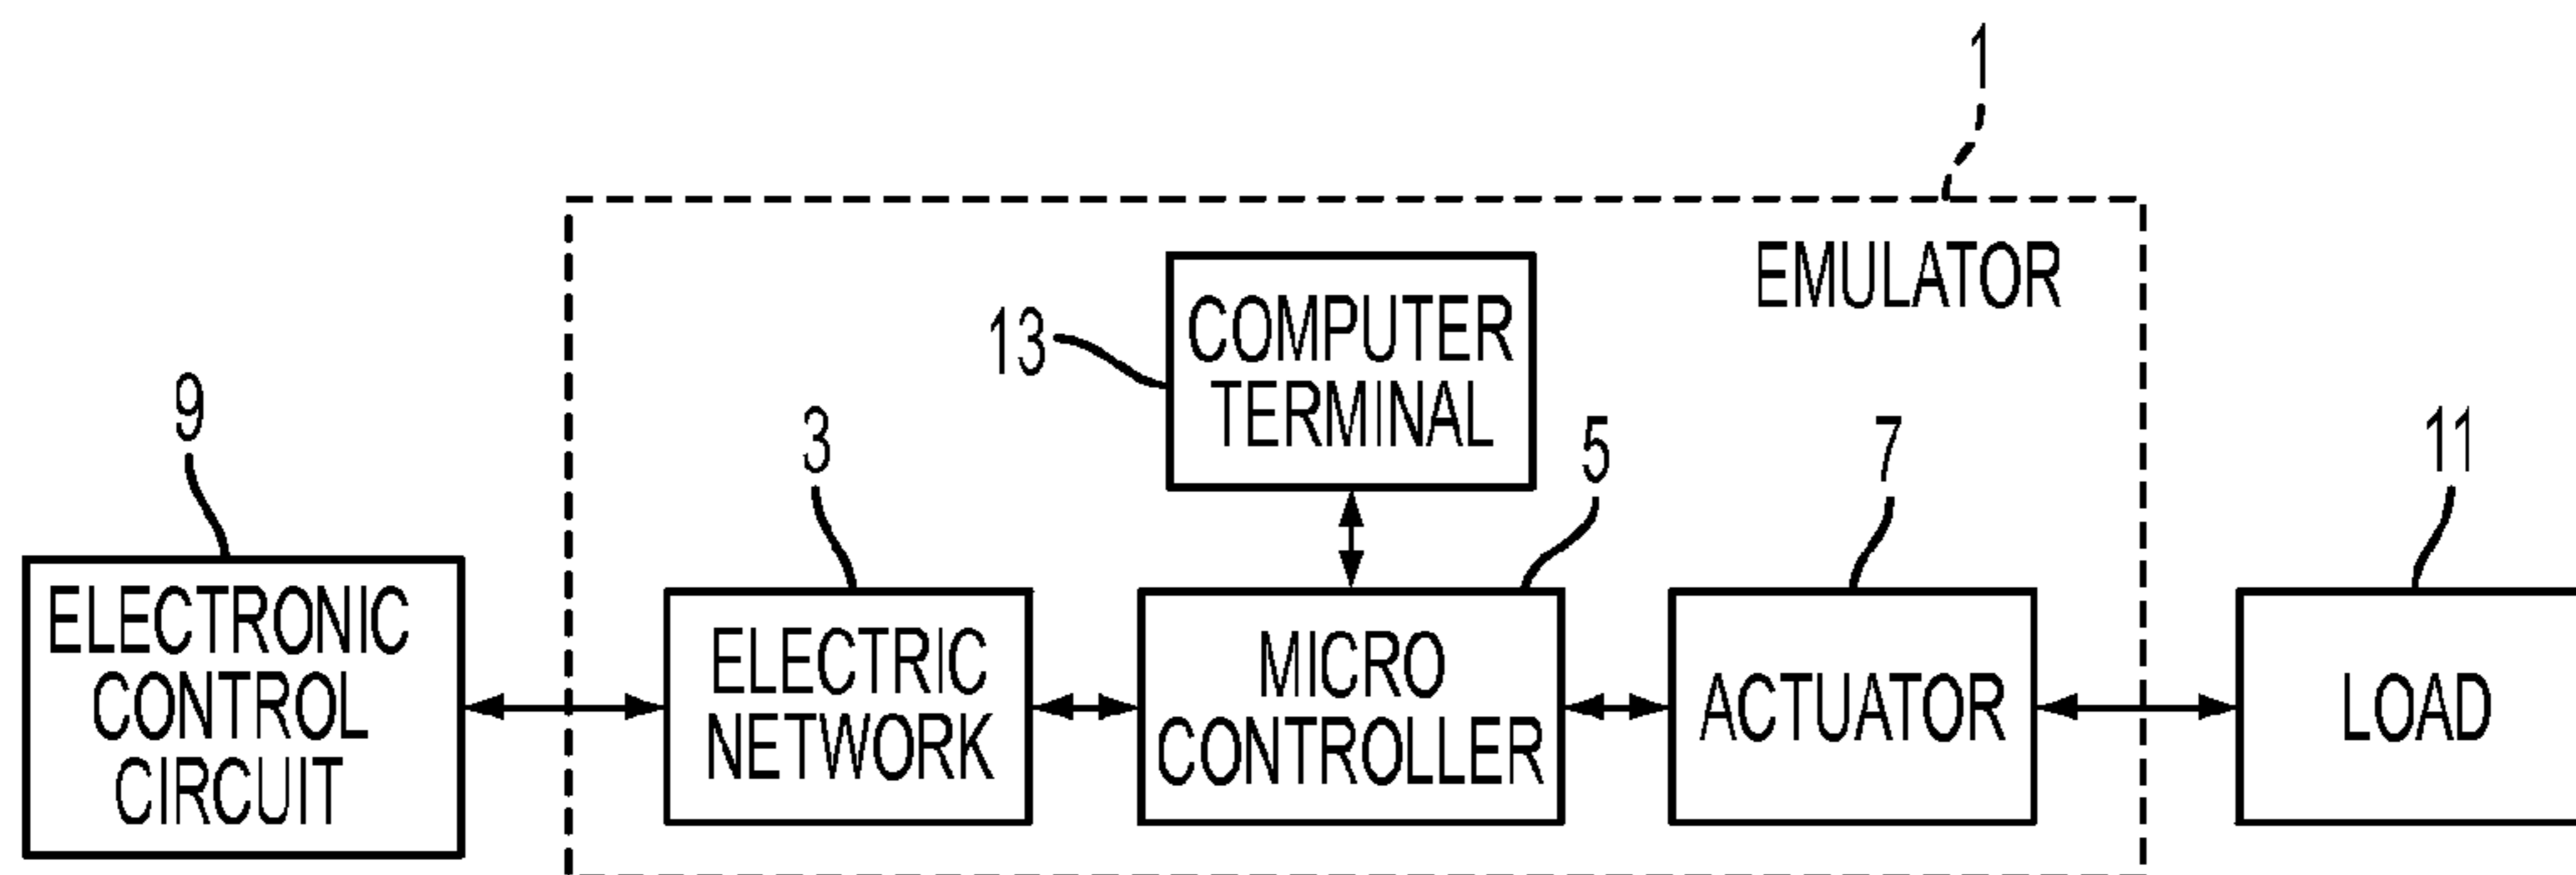 1
EMULATOR
13
COMPUTER
TERMINAL
9
3
5
7
11
ELECTRONIC
CONTROL
CIRCUIT
ELECTRIC
NETWORK
MICRO
CONTROLLER
ACTUATOR
LOAD